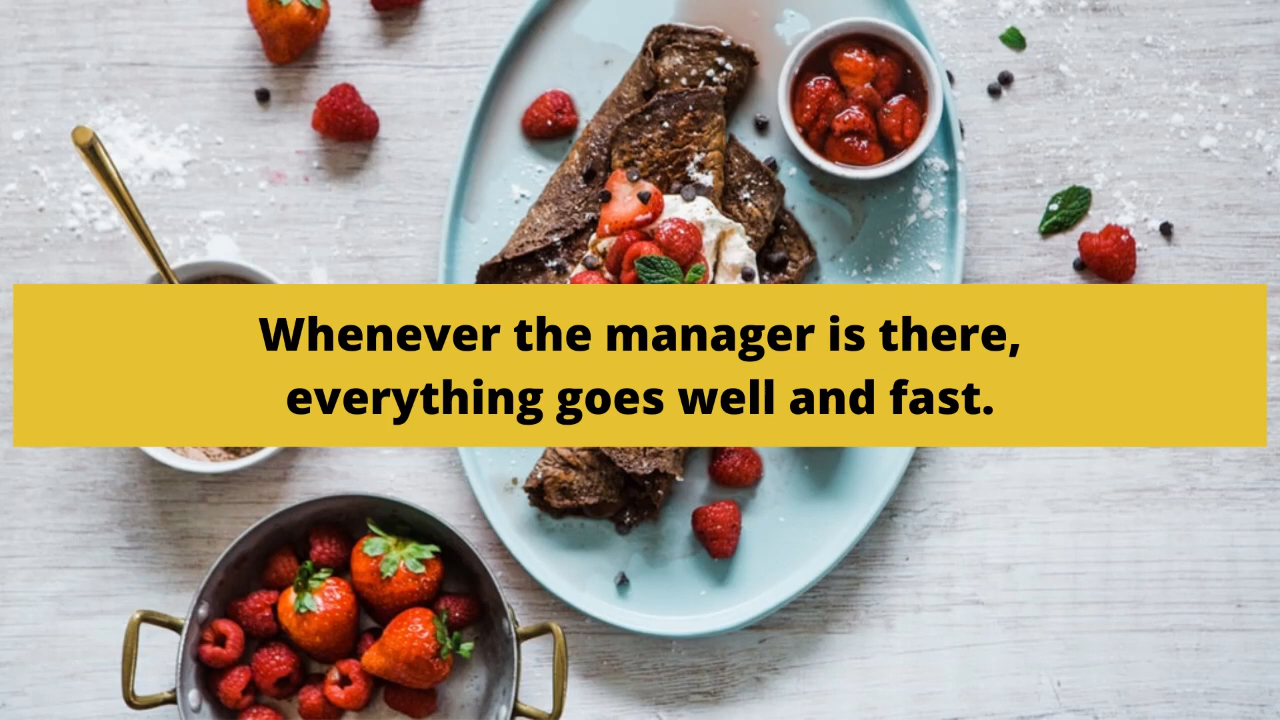 Whenever the manager is there,
everything goes well and fast.